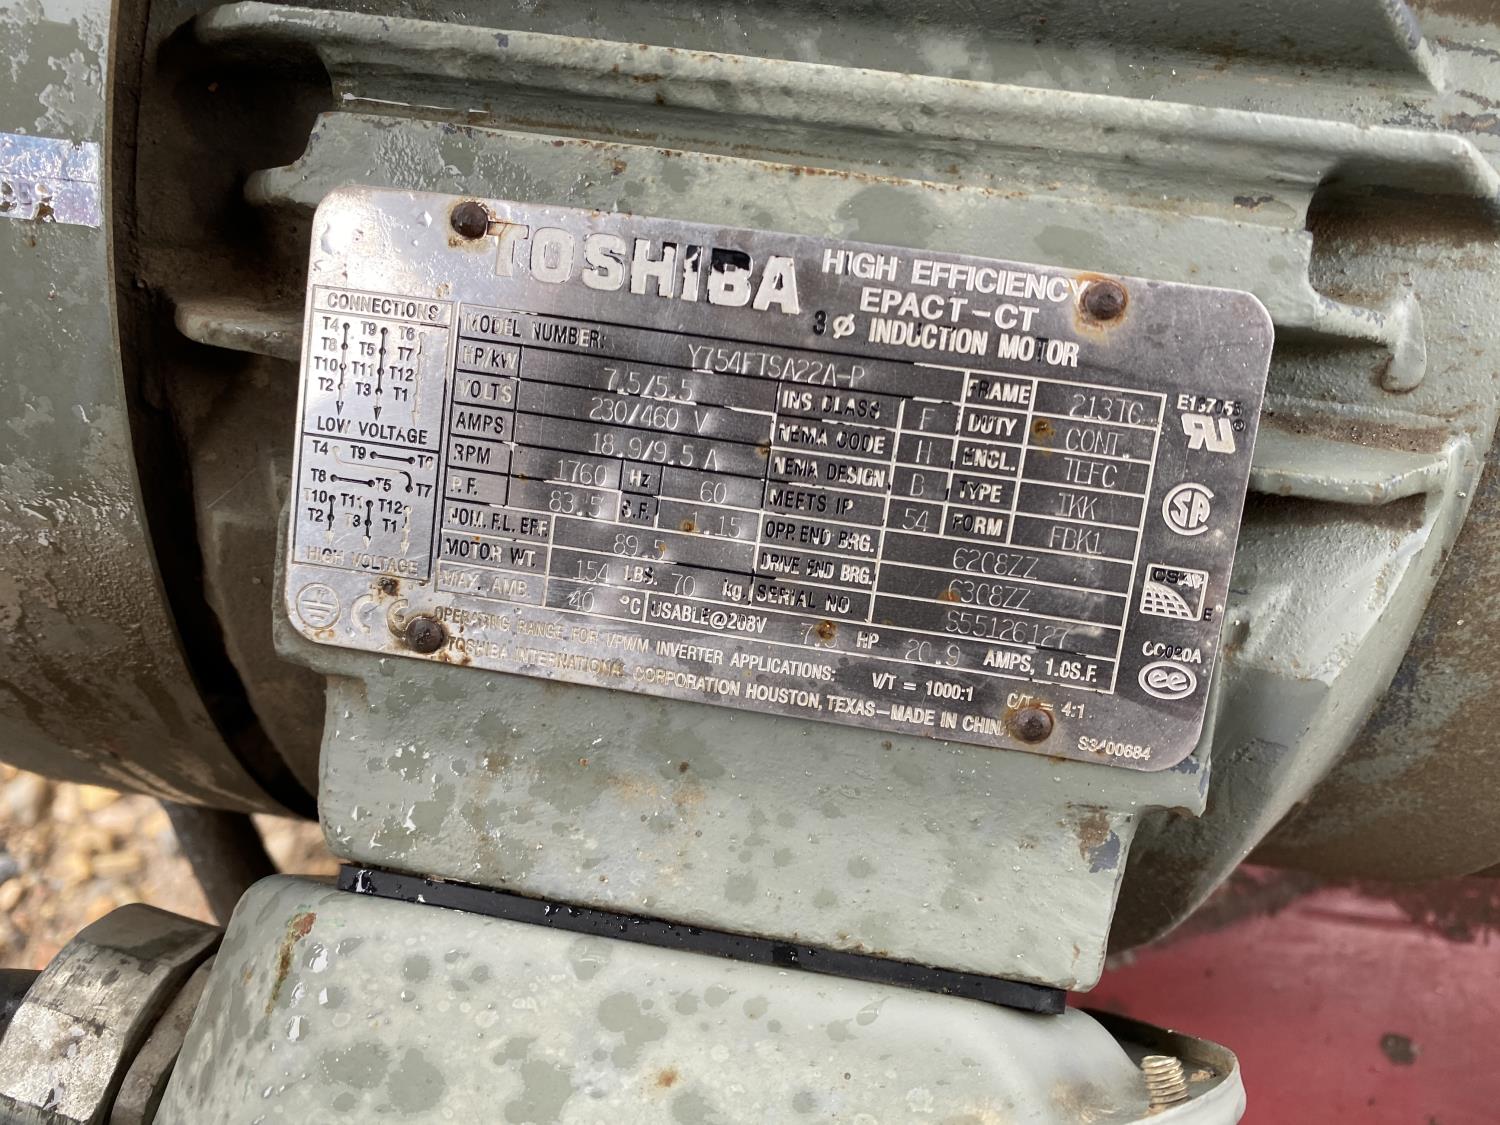 TOSHIBA
HIGH EFFICIENCY
EPACT-CT
3 Ø INDUCTION MOTOR
CONNECTIONS
T4 T9 T6
T8 T5 T7
T10 T11 T12
T2 T3 T1
LOW VOLTAGE
T4 T9 T6
T8 T5 T7
T10 T11 T12
T2 T3 T1
HIGH VOLTAGE
MODEL NUMBER: Y754FTSA22A-P FRAME 213TC
HP/kW 7.5/5.5 INS. CLASS F DUTY CONT.
VOLTS 230/460 V NEMA CODE H ENCL. TEFC
AMPS 18.9/9.5 A NEMA DESIGN B TYPE IKK
RPM 1760 Hz 60 MEETS IP 54 FORM FBK1
P.F. 83.5 S.F. 1.15 OPP. END BRG. 6208ZZ
NOM. F.L. EFF. 89.5 DRIVE END BRG. 6308ZZ
MOTOR WT. 154 LBS. 70 kg. SERIAL NO. S55126127
MAX. AMB. 40 °C USABLE@208V 7.5 HP 20.9 AMPS, 1.0S.F.
OPERATING RANGE FOR VPWM INVERTER APPLICATIONS: V/T = 1000:1 C/T = 4:1
TOSHIBA INTERNATIONAL CORPORATION HOUSTON, TEXAS-MADE IN CHINA
S3400684
RU
SA
CE
E
CC020A
ee